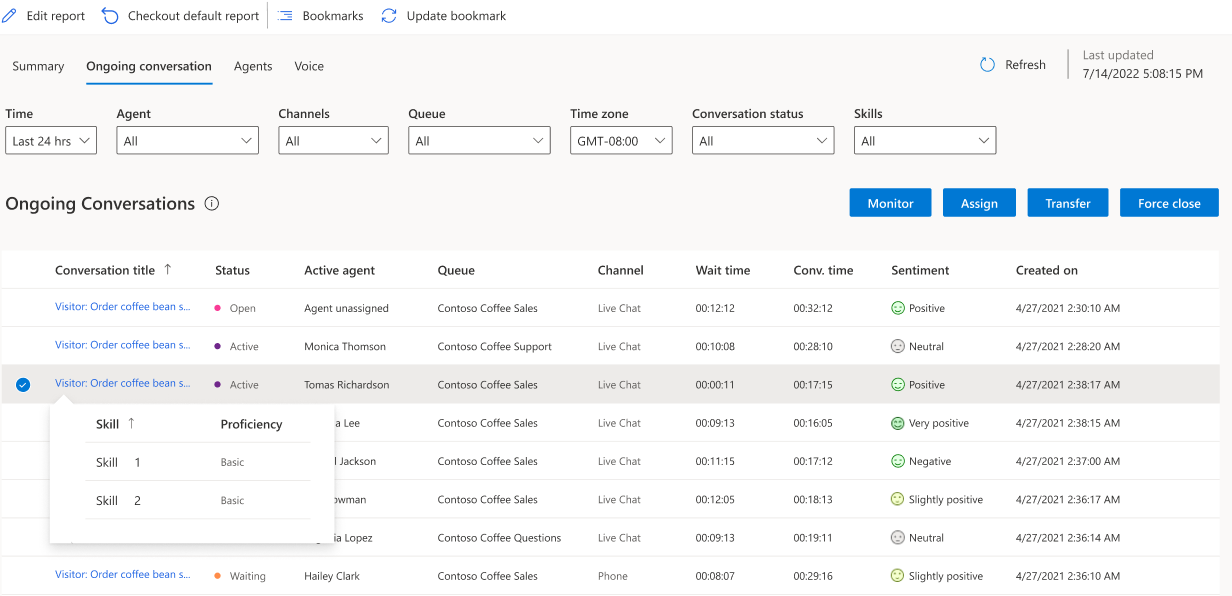 Edit report Checkout default report Bookmarks Update bookmark
Summary Ongoing conversation Agents Voice Refresh Last updated
7/14/2022 5:08:15 PM
Time Agent Channels Queue Time zone Conversation status Skills
Last 24 hrs All All All GMT-08:00 All All
Ongoing Conversations Monitor Assign Transfer Force close
Conversation title Status Active agent Queue Channel Wait time Conv. time Sentiment Created on
Visitor: Order coffee bean s... Open Agent unassigned Contoso Coffee Sales Live Chat 00:12:12 00:32:12 Positive 4/27/2021 2:30:10 AM
Visitor: Order coffee bean s... Active Monica Thomson Contoso Coffee Support Live Chat 00:10:08 00:28:10 Neutral 4/27/2021 2:28:20 AM
Visitor: Order coffee bean s... Active Tomas Richardson Contoso Coffee Sales Live Chat 00:00:11 00:17:15 Positive 4/27/2021 2:38:17 AM
Skill Proficiency Lee Contoso Coffee Sales Live Chat 00:09:13 00:16:05 Very positive 4/27/2021 2:38:15 AM
Skill 1 Basic Jackson Contoso Coffee Sales Live Chat 00:11:15 00:17:12 Negative 4/27/2021 2:37:00 AM
Skill 2 Basic Contoso Coffee Sales Live Chat 00:12:05 00:18:13 Slightly positive 4/27/2021 2:36:17 AM
Lopez Contoso Coffee Questions Live Chat 00:09:13 00:19:11 Neutral 4/27/2021 2:36:14 AM
Visitor: Order coffee bean s... Waiting Hailey Clark Contoso Coffee Sales Phone 00:08:07 00:29:16 Slightly positive 4/27/2021 2:36:10 AM